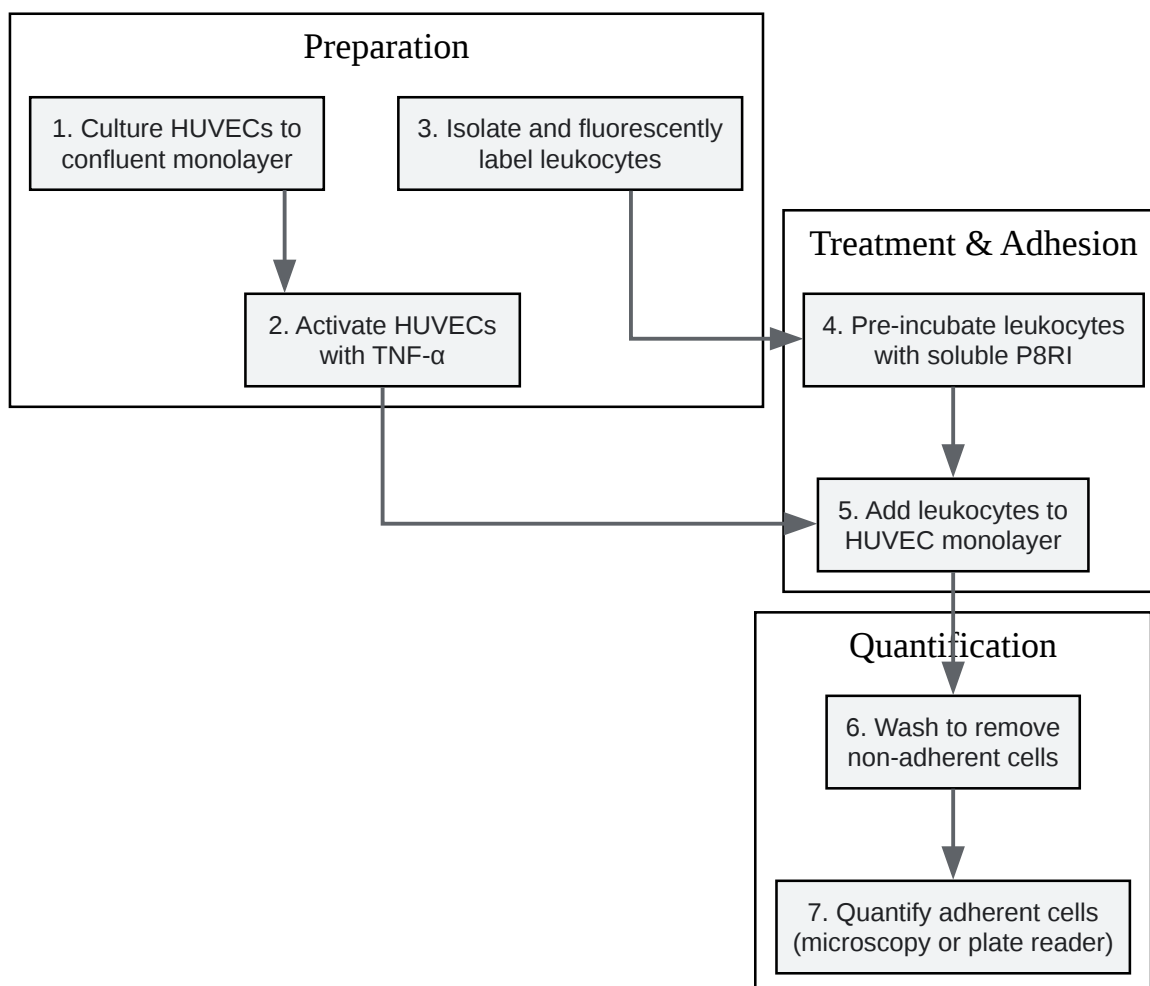 Preparation
1. Culture HUVECs to
confluent monolayer
3. Isolate and fluorescently
label leukocytes
2. Activate HUVECs
with TNF-α
Treatment & Adhesion
4. Pre-incubate leukocytes
with soluble P8RI
5. Add leukocytes to
HUVEC monolayer
Quantification
6. Wash to remove
non-adherent cells
7. Quantify adherent cells
(microscopy or plate reader)